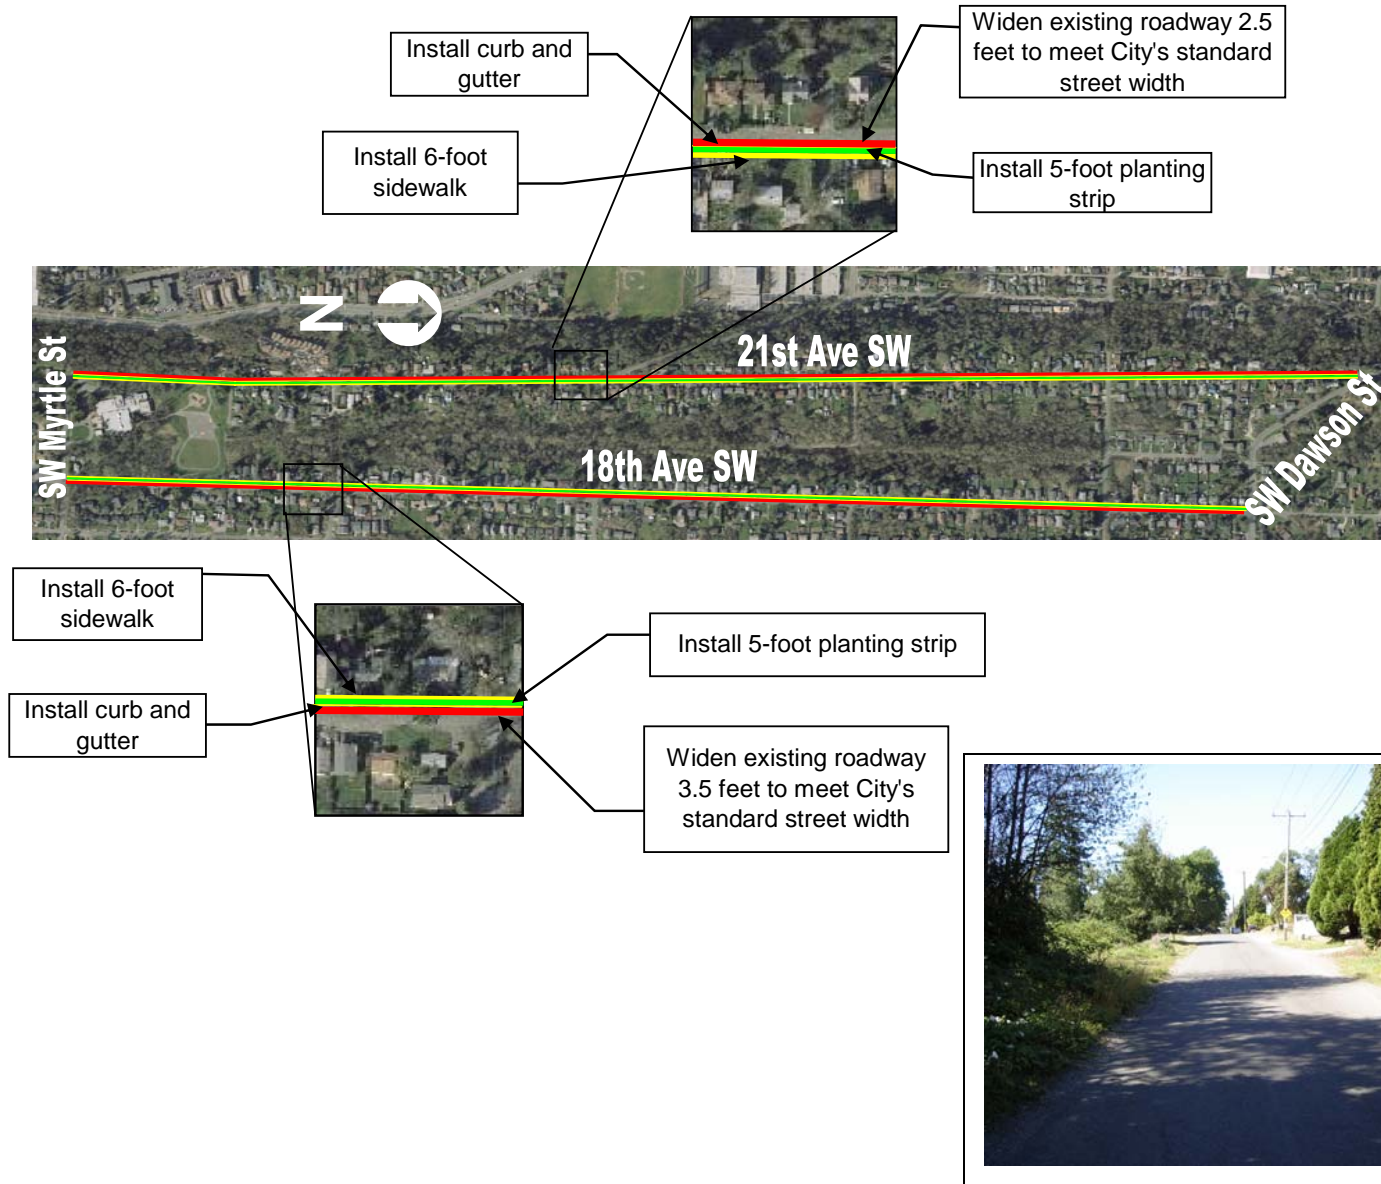 Install curb and
gutter
Widen existing roadway 2.5
feet to meet City's standard
street width
Install 6-foot
sidewalk
Install 5-foot planting
strip
N
SW Myrtle St
21st Ave SW
18th Ave SW
SW Dawson St
Install 6-foot
sidewalk
Install 5-foot planting strip
Install curb and
gutter
Widen existing roadway
3.5 feet to meet City's
standard street width